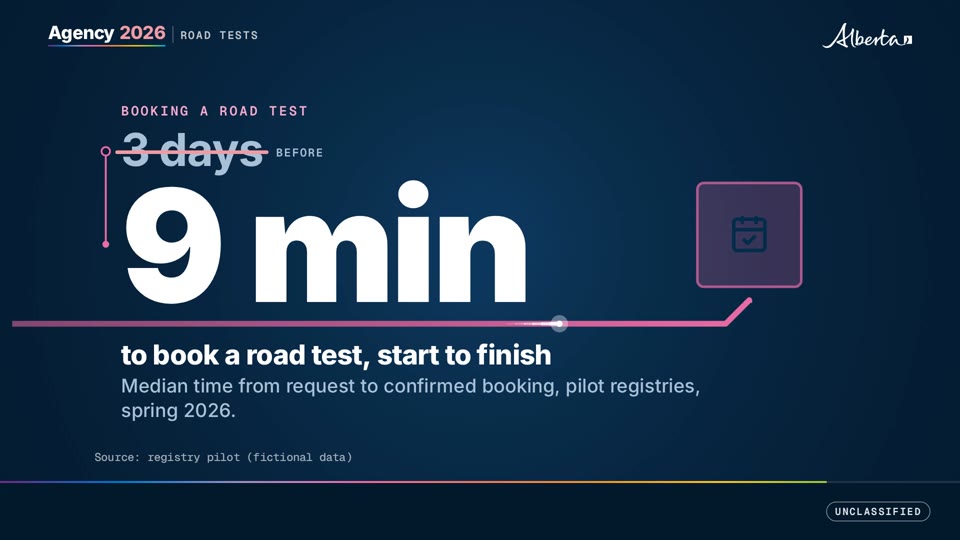 Agency 2026 ROAD TESTS
Alberta
BOOKING A ROAD TEST
3 days BEFORE
9 min
to book a road test, start to finish
Median time from request to confirmed booking, pilot registries,
spring 2026.
Source: registry pilot (fictional data)
UNCLASSIFIED